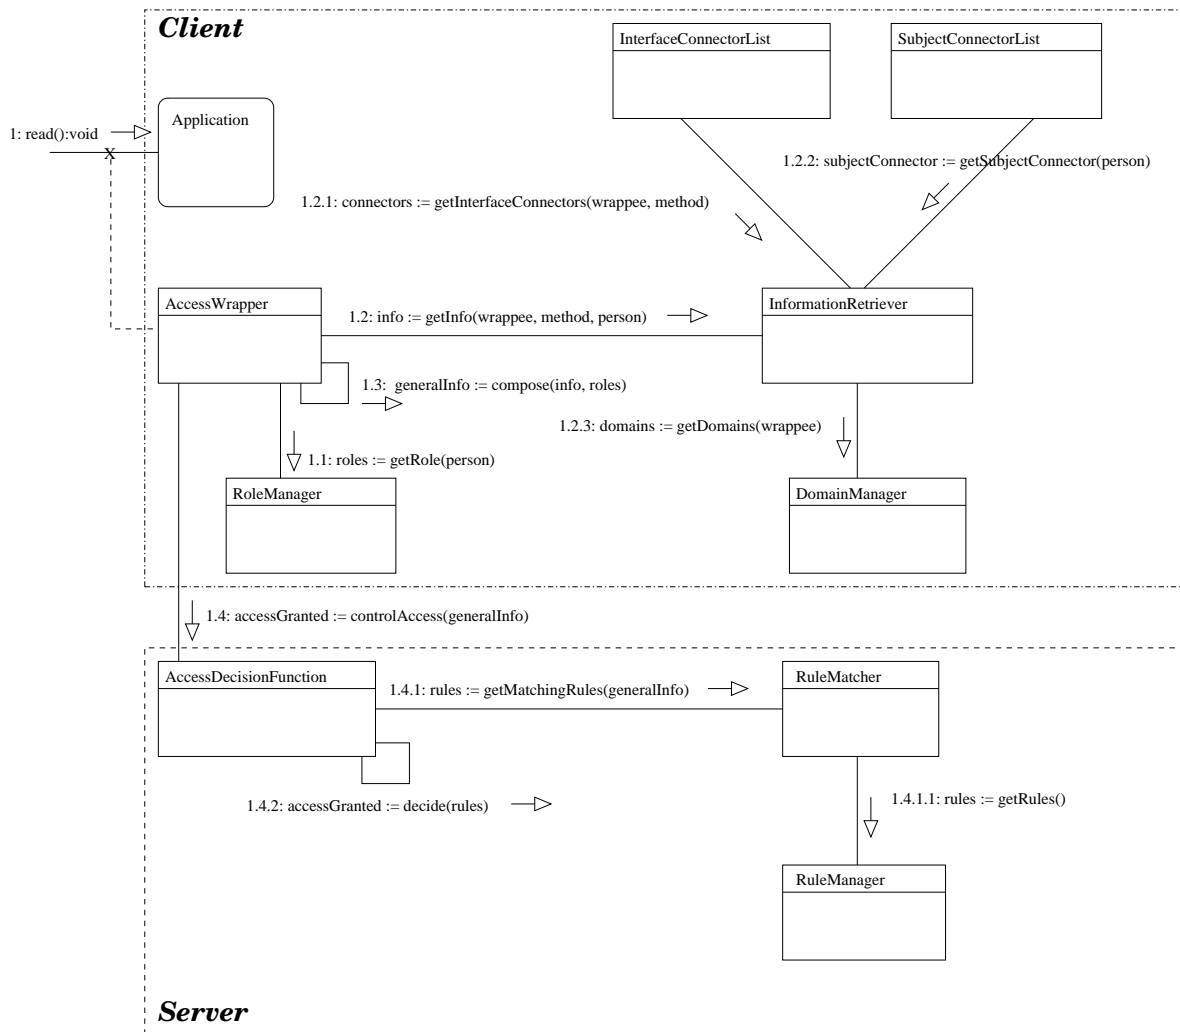 Client
InterfaceConnectorList
SubjectConnectorList
Application
1: read():void
X
1.2.2: subjectConnector := getSubjectConnector(person)
1.2.1: connectors := getInterfaceConnectors(wrappee, method)
AccessWrapper
InformationRetriever
1.2: info := getInfo(wrappee, method, person)
1.3: generalInfo := compose(info, roles)
1.2.3: domains := getDomains(wrappee)
1.1: roles := getRole(person)
RoleManager
DomainManager
1.4: accessGranted := controlAccess(generalInfo)
AccessDecisionFunction
RuleMatcher
1.4.1: rules := getMatchingRules(generalInfo)
1.4.2: accessGranted := decide(rules)
1.4.1.1: rules := getRules()
RuleManager
Server